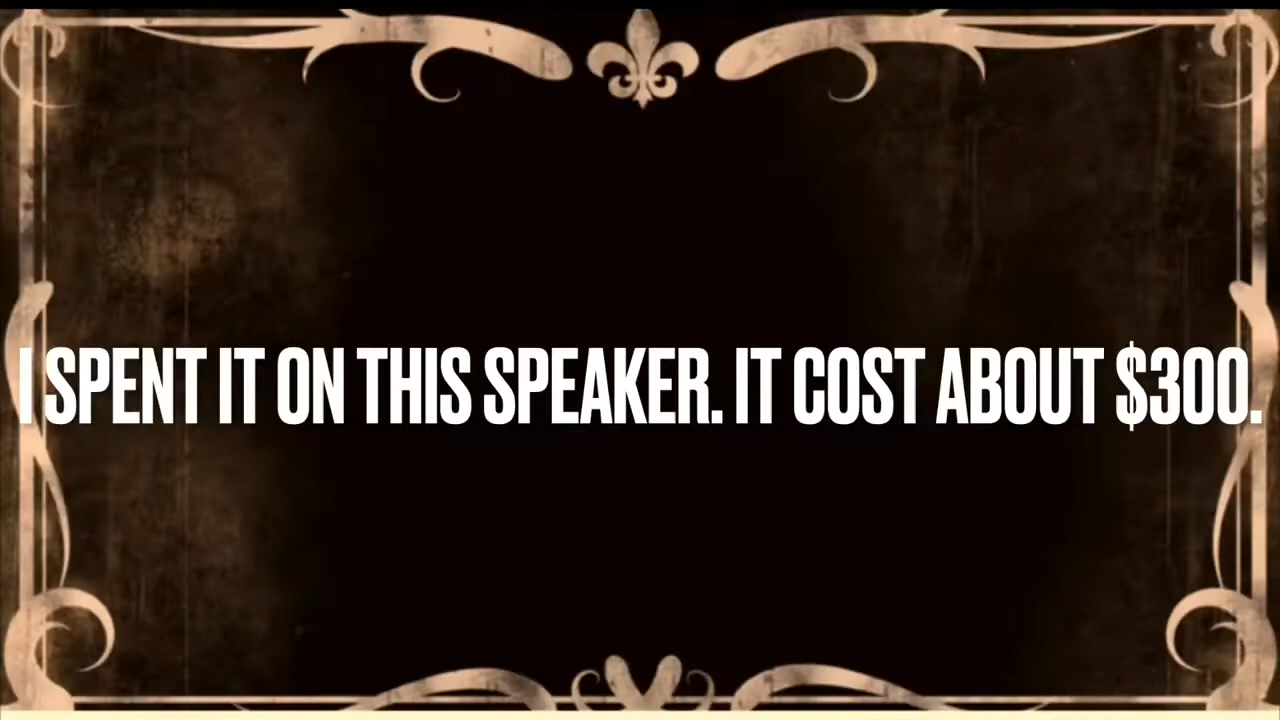 I SPENT IT ON THIS SPEAKER. IT COST ABOUT $300.